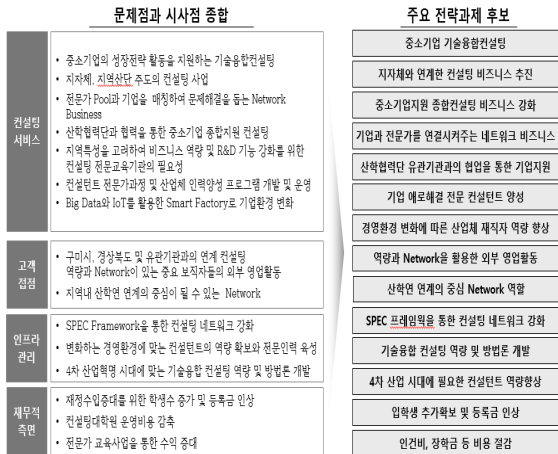 문제점과 시사점 종합
컨설팅
서비스
• 중소기업의 성장전략 활동을 지원하는 기술융합컨설팅
• 지자체, 지역산단 주도의 컨설팅 사업
• 전문가 Pool과 기업을 매칭하여 문제해결을 돕는 Network
Business
• 산학협력단과 협력을 통한 중소기업 종합지원 컨설팅
• 지역특성을 고려하여 비즈니스 역량 및 R&D 기능 강화를 위한
컨설팅 전문교육기관의 필요성
• 컨설턴트 전문가과정 및 산업체 인력양성 프로그램 개발 및 운영
• Big Data와 IoT를 활용한 Smart Factory로 기업환경 변화
고객
접점
• 구미시, 경상북도 및 유관기관과의 연계 컨설팅
역량과 Network이 있는 중요 보직자들의 외부 영업활동
• 지역내 산학연 연계의 중심이 될 수 있는 Network
인프라
관리
• SPEC Framework을 통한 컨설팅 네트워크 강화
• 변화하는 경영환경에 맞는 컨설턴트의 역량 확보와 전문인력 육성
• 4차 산업혁명 시대에 맞는 기술융합 컨설팅 역량 및 방법론 개발
재무적
측면
• 재정수입증대를 위한 학생수 증가 및 등록금 인상
• 컨설팅대학원 운영비용 감축
• 전문가 교육사업을 통한 수익 증대
주요 전략과제 후보
중소기업 기술융합컨설팅
지자체와 연계한 컨설팅 비즈니스 추진
중소기업지원 종합컨설팅 비즈니스 강화
기업과 전문가를 연결시켜주는 네트워크 비즈니스
산학협력단 유관기관과의 협업을 통한 기업지원
기업 애로해결 전문 컨설턴트 양성
경영환경 변화에 따른 산업체 재직자 역량 향상
역량과 Network을 활용한 외부 영업활동
산학연 연계의 중심 Network 역할
SPEC 프레임웍을 통한 컨설팅 네트워크 강화
기술융합 컨설팅 역량 및 방법론 개발
4차 산업 시대에 필요한 컨설턴트 역량향상
입학생 추가확보 및 등록금 인상
인건비, 장학금 등 비용 절감